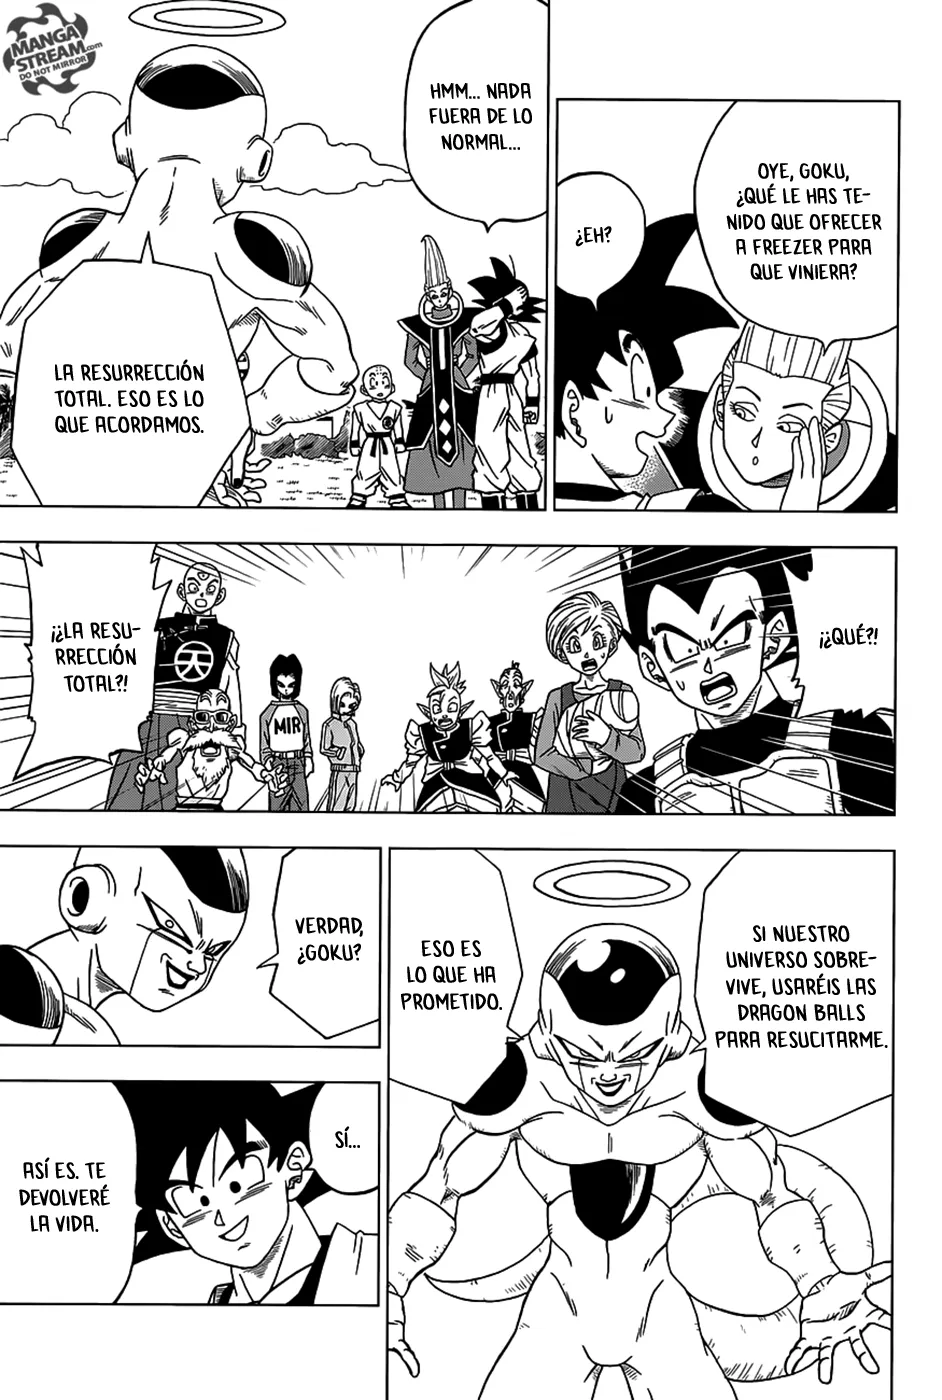 MANGA
STREAM.com
DO NOT MIRROR
OYE, GOKU,
¿QUÉ LE HAS TE-
NIDO QUE OFRECER
A FREEZER PARA
QUE VINIERA?
¿EH?
HMM... NADA
FUERA DE LO
NORMAL...
LA RESURRECCIÓN
TOTAL. ESO ES LO
QUE ACORDAMOS.
¡¿QUÉ?!
¡¿LA RESU-
RRECCIÓN
TOTAL?!
天
MIR
SI NUESTRO
UNIVERSO SOBRE-
VIVE, USARÉIS LAS
DRAGON BALLS
PARA RESUCITARME.
ESO ES
LO QUE HA
PROMETIDO.
VERDAD,
¿GOKU?
SÍ...
ASÍ ES. TE
DEVOLVERÉ
LA VIDA.